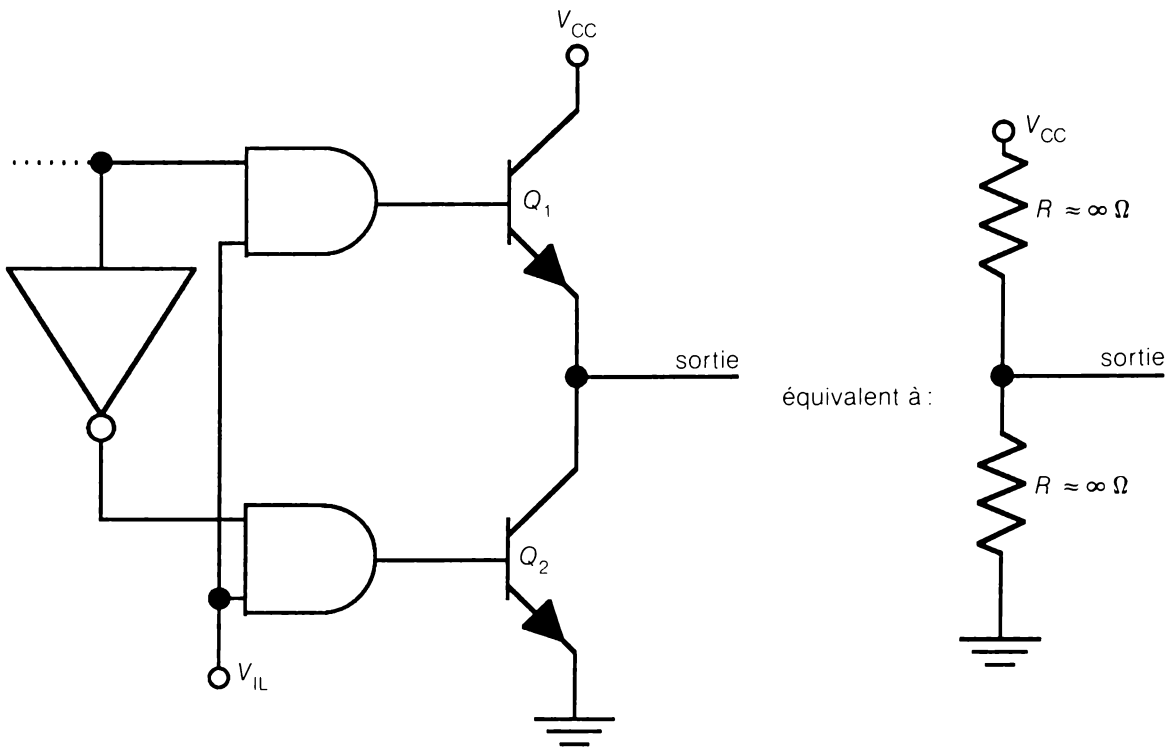 V_CC
Q_1
sortie
Q_2
V_IL
équivalent à :
V_CC
R ≈ ∞ Ω
sortie
R ≈ ∞ Ω